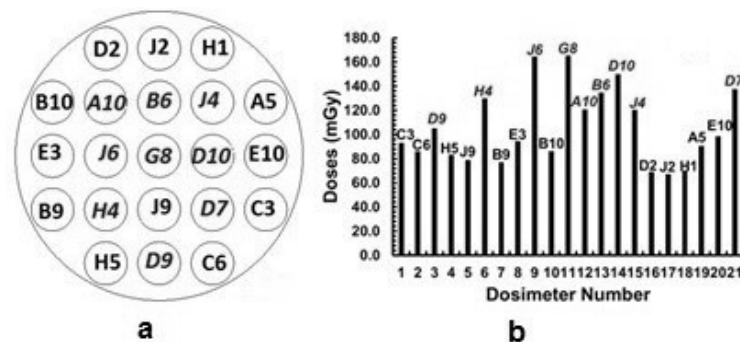 D2 J2 H1
B10 A10 B6 J4 A5
E3 J6 G8 D10 E10
B9 H4 J9 D7 C3
H5 D9 C6
a
180.0
160.0
140.0
120.0
100.0
80.0
60.0
40.0
20.0
0.0
Doses (mGy)
C3 C6 D9 H5 J9 H4 B9 E3 J6 B10 G8 A10 B6 D10 J4 D2 J2 H1 A5 E10 D7
1 2 3 4 5 6 7 8 9 10 11 12 13 14 15 16 17 18 19 20 21
Dosimeter Number
b